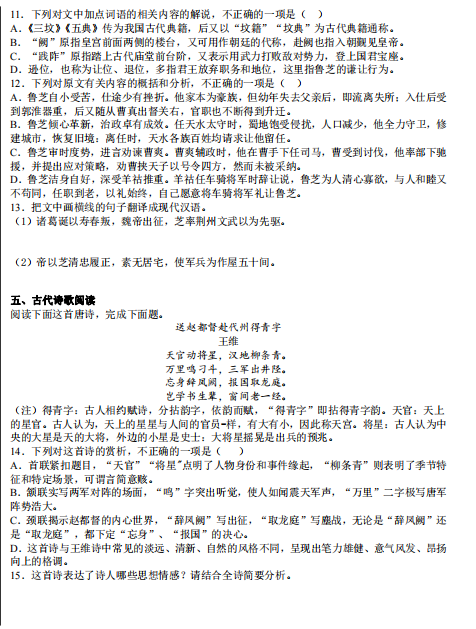 11．下列对文中加点词语的相关内容的解说，不正确的一项是（ ）
A．《三坟》《五典》传为我国古代典籍，后又以“坟籍”“坟典”为古代典籍通称。
B．“阙”原指皇宫前面两侧的楼台，又可用作朝廷的代称，赴阙也指入朝觐见皇帝。
C．“践阼”原指踏上古代庙堂前台阶，又表示用武力打败敌对势力，登上国君宝座。
D．逊位，也称为让位、退位，多指君王放弃职务和地位，这里指鲁芝的谦让行为。
12．下列对原文有关内容的概括和分析，不正确的一项是（ ）
A．鲁芝自小受苦，仕途少有挫折。他家本为豪族，但幼年失去父亲后，即流离失所；入仕后受
到郭淮器重，后又随从曹真出督关右，官职也不断得到升迁。
B．鲁芝倾心革新，治政卓有成效。任天水太守时，蜀地饱受侵扰，人口减少，他全力守卫，修
建城市，恢复旧境；离任时，天水各族百姓均请求让他留任。
C．鲁芝审时度势，进言劝谏曹爽。曹爽辅政时，他在曹手下任司马，曹受到讨伐，他率部下驰
援，并提出应对策略，劝曹挟天子以号令四方，然而未被采纳。
D．鲁芝洁身自好，深受羊祜推重。羊祜任车骑将军时辞让说，鲁芝为人清心寡欲，与人和睦又
不苟同，任职到老，以礼始终，自己愿意将车骑将军礼让鲁芝。
13．把文中画横线的句子翻译成现代汉语。
（1）诸葛诞以寿春叛，魏帝出征，芝率荆州文武以为先驱。
（2）帝以芝清忠履正，素无居宅，使军兵为作屋五十间。
五、古代诗歌阅读
阅读下面这首唐诗，完成下面题。
送赵都督赴代州得青字
王维
天官动将星，汉地柳条青。
万里鸣刁斗，三军出井陉。
忘身辞凤阙，报国取龙庭。
岂学书生辈，窗间老一经。
（注）得青字：古人相约赋诗，分拈韵字，依韵而赋，“得青字”即拈得青字韵。天官：天上
的星官。古人认为，天上的星星与人间的官员一样，有大有小，因此称天宫。将星：古人认为中
央的大星是天的大将，外边的小星是史士；大将星摇晃是出兵的预兆。
14．下列对这首诗的赏析，不正确的一项是（ ）
A．首联紧扣题目，“天官”“将星”点明了人物身份和事件缘起，“柳条青”则表明了季节特
征和特定场景，可谓言简意赅。
B．颔联实写两军对阵的场面，“鸣”字突出听觉，使人如闻震天军声，“万里”二字极写唐军
阵势浩大。
C．颈联揭示赵都督的内心世界，“辞凤阙”写出征，“取龙庭”写鏖战，无论是“辞凤阙”还
是“取龙庭”，都下定“忘身”、“报国”的决心。
D．这首诗与王维诗中常见的淡远、清新、自然的风格不同，呈现出笔力雄健、意气风发、昂扬
向上的格调。
15．这首诗表达了诗人哪些思想情感？请结合全诗简要分析。